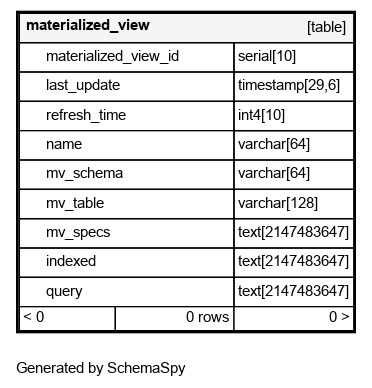 materialized_view [table]
materialized_view_id serial[10]
last_update timestamp[29,6]
refresh_time int4[10]
name varchar[64]
mv_schema varchar[64]
mv_table varchar[128]
mv_specs text[2147483647]
indexed text[2147483647]
query text[2147483647]
< 0 0 rows 0 >
Generated by SchemaSpy